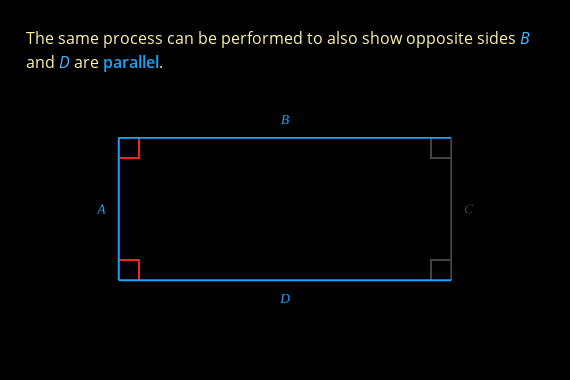 The same process can be performed to also show opposite sides B
and D are parallel.
B
A
C
D